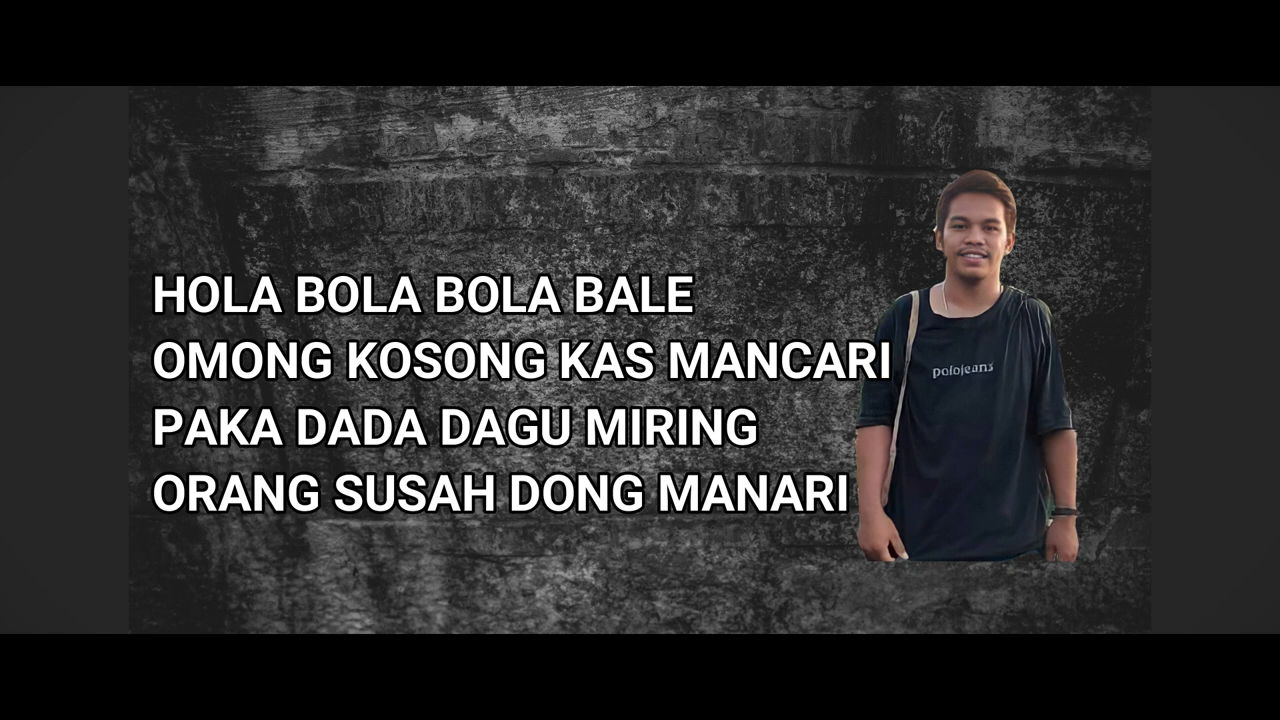 HOLA BOLA BOLA BALE
OMONG KOSONG KAS MANCARI
PAKA DADA DAGU MIRING
ORANG SUSAH DONG MANARI
polojeans